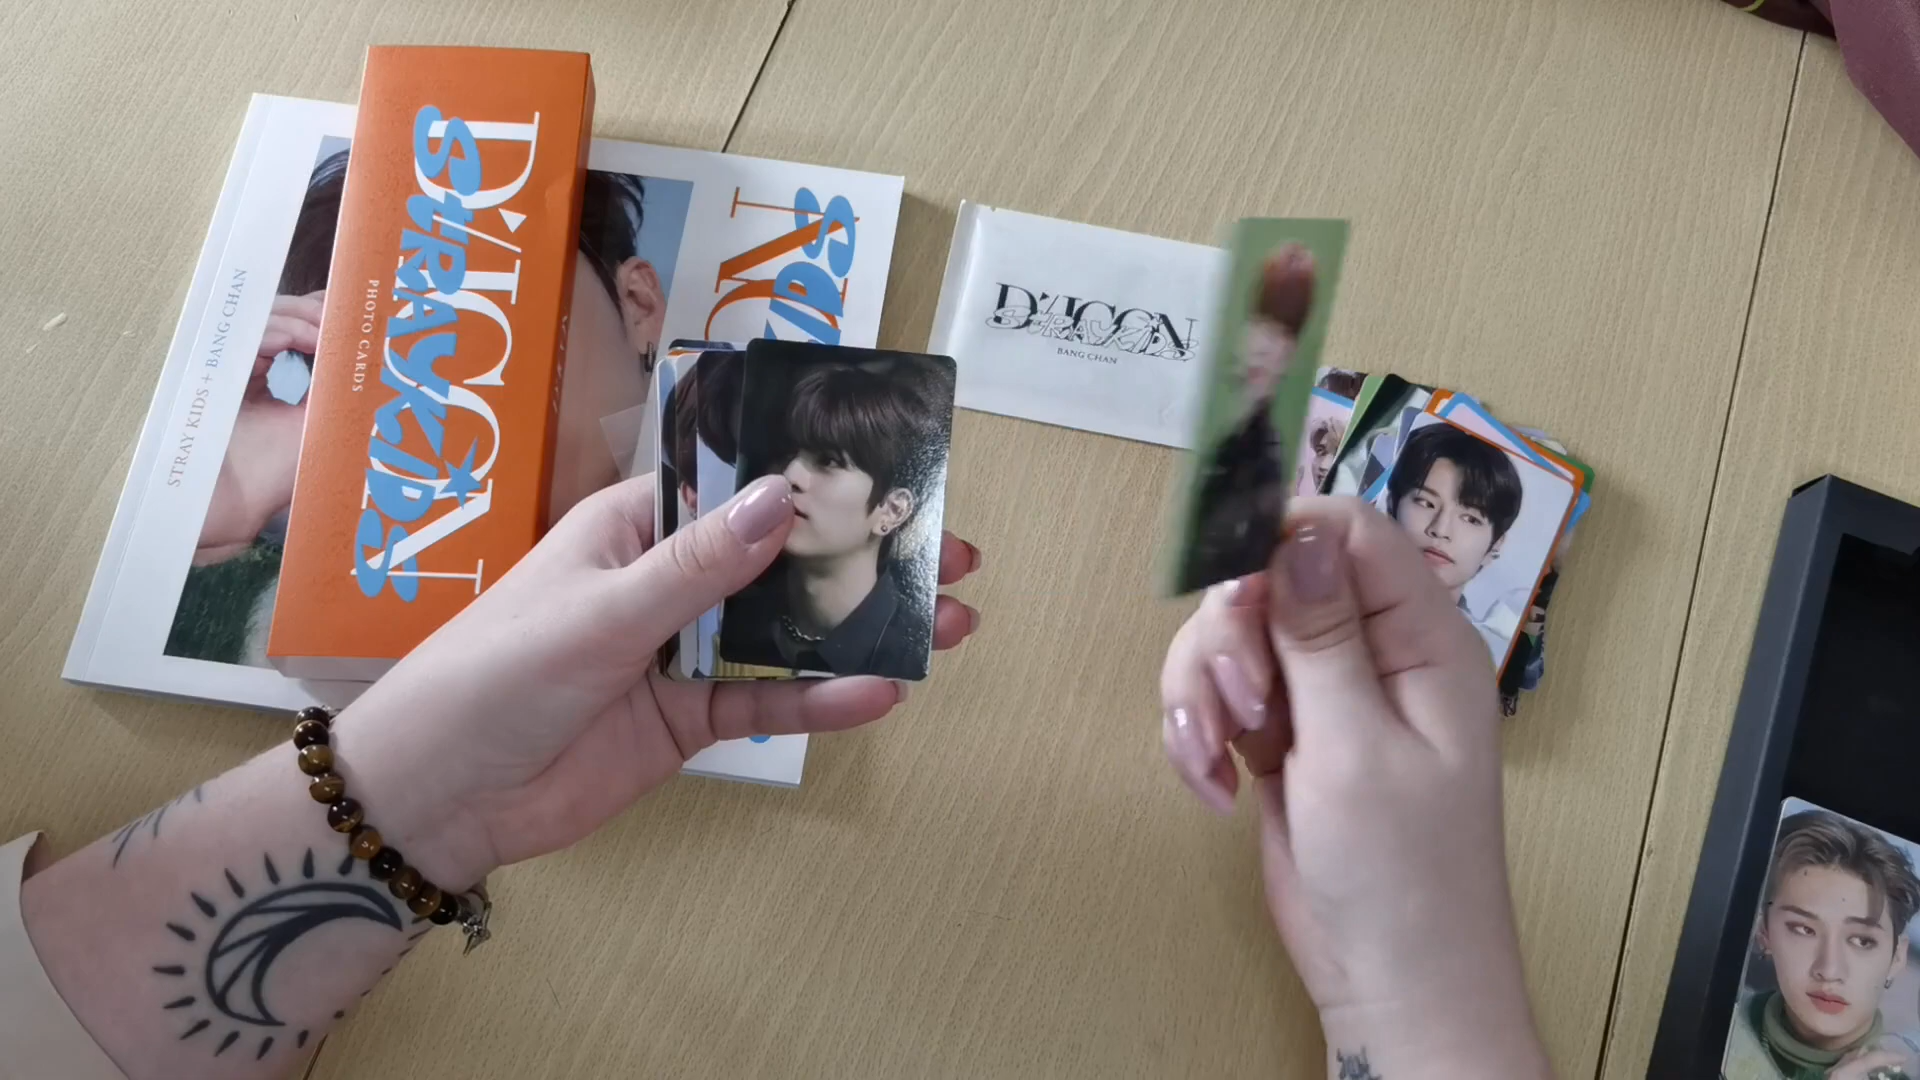 STRAY KIDS + BANG CHAN
D'/ICON
STRAYKIDS
PHOTO CARDS
D'/ICON
STRAYKIDS
BANG CHAN